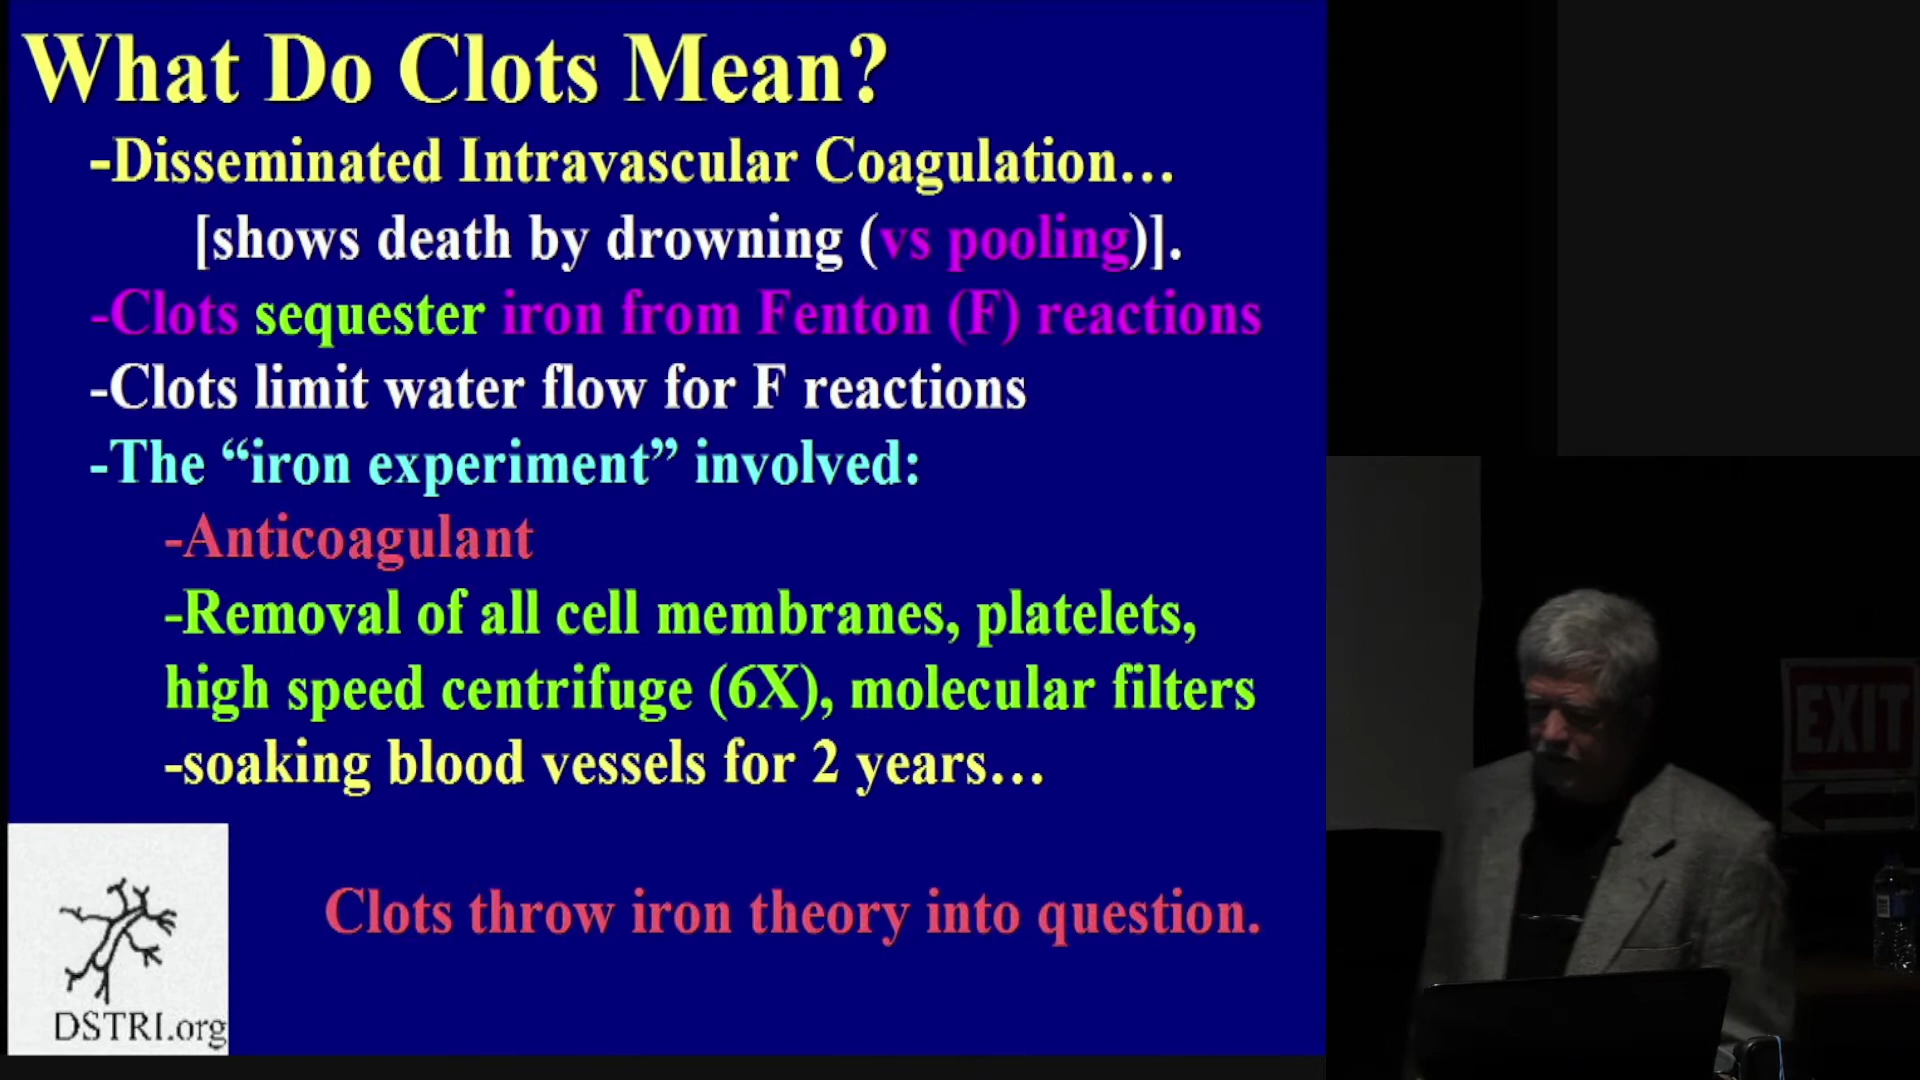 What Do Clots Mean?
-Disseminated Intravascular Coagulation…
[shows death by drowning (vs pooling)].
-Clots sequester iron from Fenton (F) reactions
-Clots limit water flow for F reactions
-The “iron experiment” involved:
-Anticoagulant
-Removal of all cell membranes, platelets,
high speed centrifuge (6X), molecular filters
-soaking blood vessels for 2 years…
Clots throw iron theory into question.
DSTRI.org
EXIT